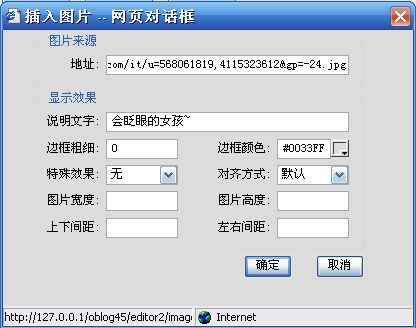 插入图片 -- 网页对话框
图片来源
地址: com/it/u=568061819,4115323612&gp=-24.jpg
显示效果
说明文字: 会眨眼的女孩~
边框粗细: 0 边框颜色: #0033FF
特殊效果: 无 对齐方式: 默认
图片宽度: 图片高度:
上下间距: 左右间距:
确定 取消
http://127.0.0.1/oblog45/editor2/image Internet